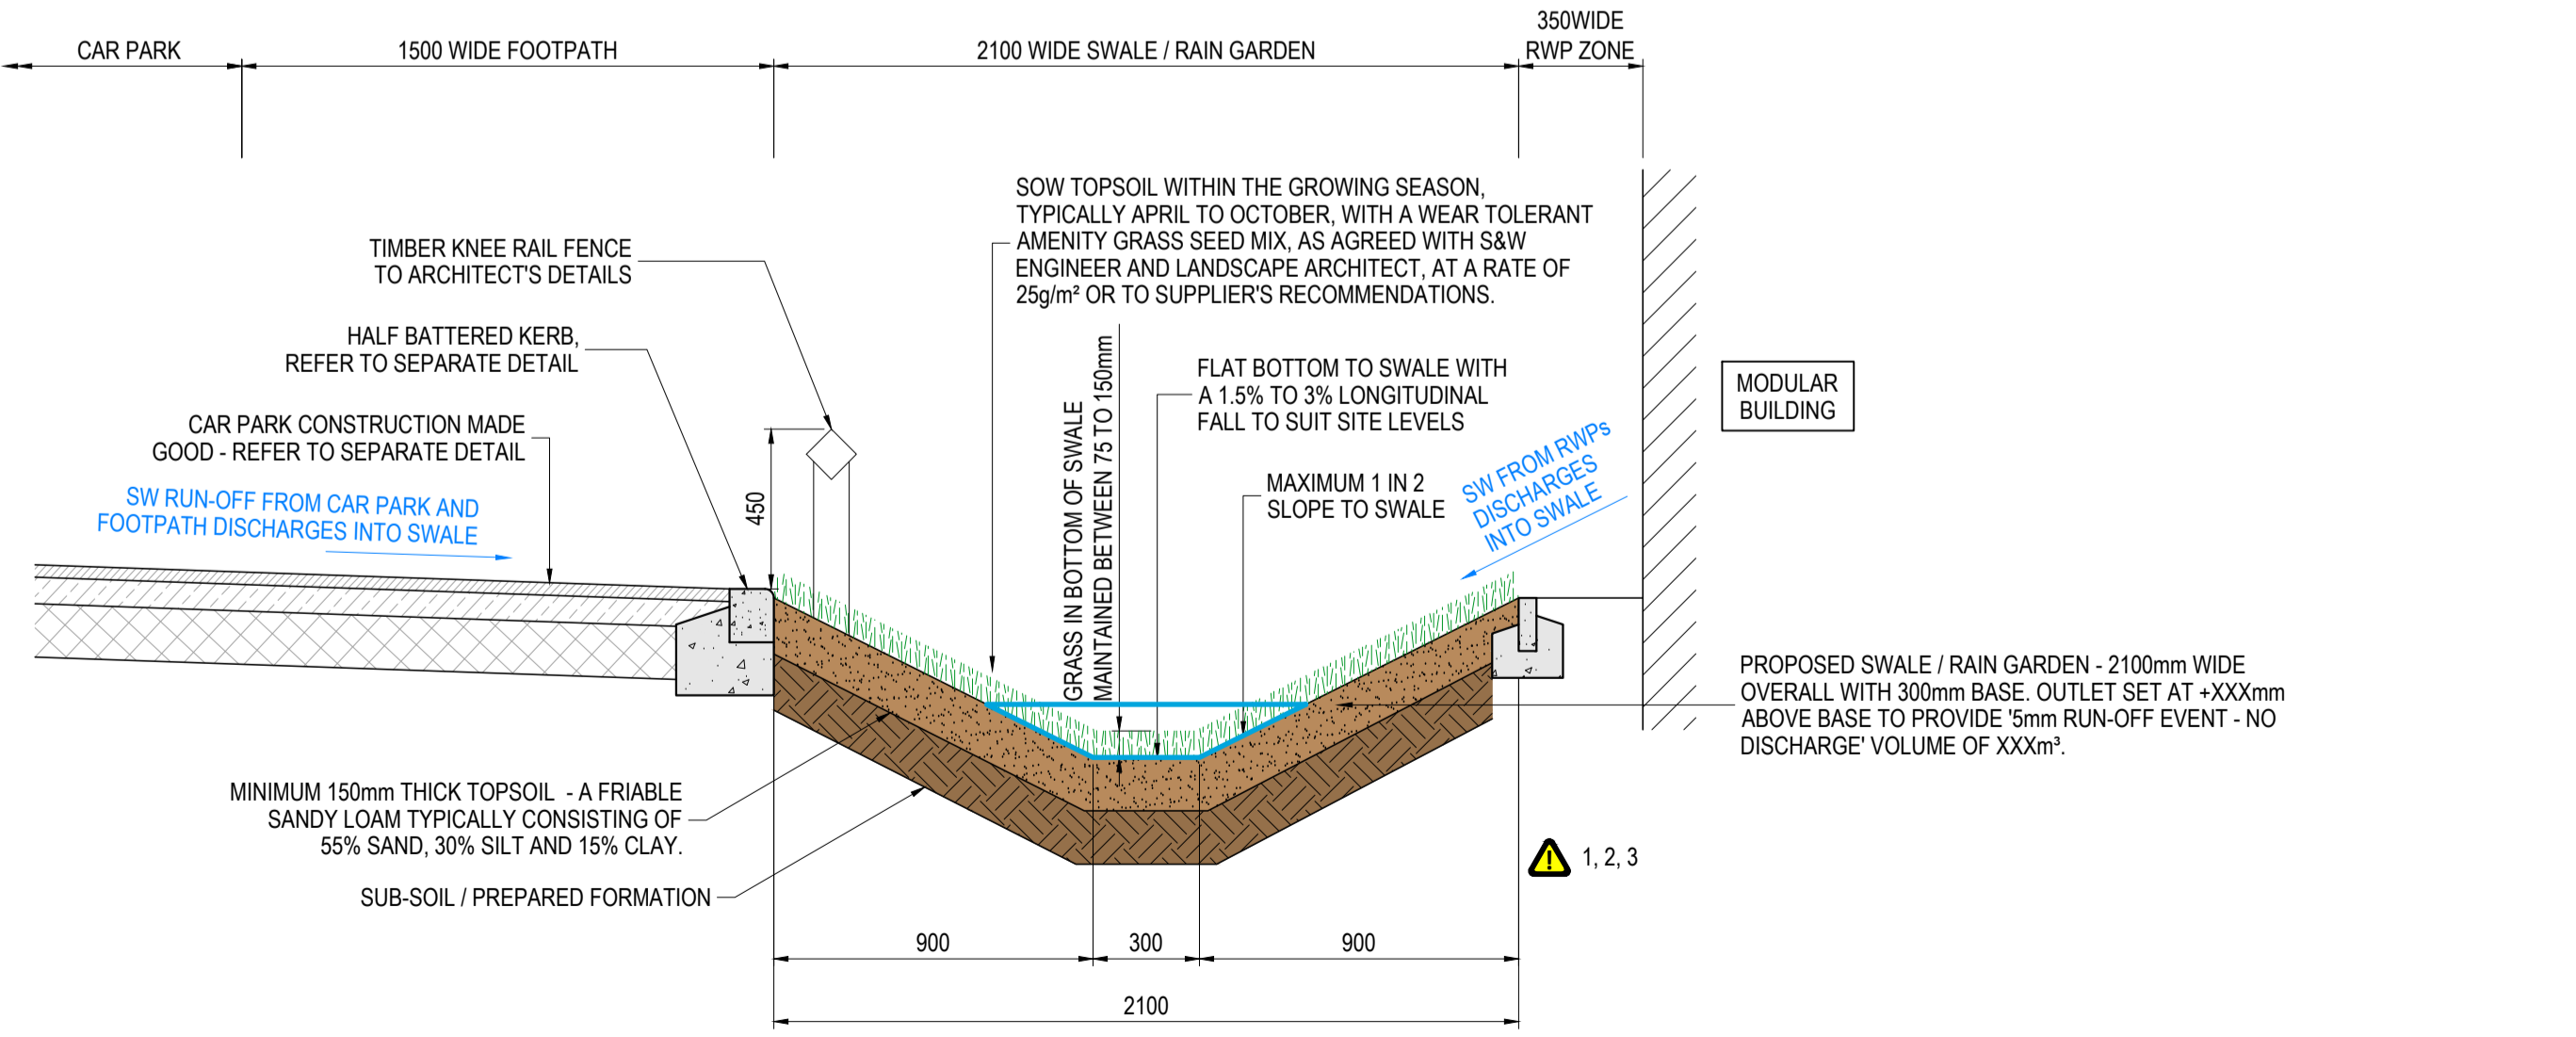 CAR PARK
1500 WIDE FOOTPATH
2100 WIDE SWALE / RAIN GARDEN
350WIDE
RWP ZONE
SOW TOPSOIL WITHIN THE GROWING SEASON,
TYPICALLY APRIL TO OCTOBER, WITH A WEAR TOLERANT
AMENITY GRASS SEED MIX, AS AGREED WITH S&W
ENGINEER AND LANDSCAPE ARCHITECT, AT A RATE OF
25g/m² OR TO SUPPLIER'S RECOMMENDATIONS.
TIMBER KNEE RAIL FENCE
TO ARCHITECT'S DETAILS
HALF BATTERED KERB,
REFER TO SEPARATE DETAIL
CAR PARK CONSTRUCTION MADE
GOOD - REFER TO SEPARATE DETAIL
SW RUN-OFF FROM CAR PARK AND
FOOTPATH DISCHARGES INTO SWALE
450
GRASS IN BOTTOM OF SWALE
MAINTAINED BETWEEN 75 TO 150mm
FLAT BOTTOM TO SWALE WITH
A 1.5% TO 3% LONGITUDINAL
FALL TO SUIT SITE LEVELS
MAXIMUM 1 IN 2
SLOPE TO SWALE
SW FROM RWPs
DISCHARGES
INTO SWALE
MODULAR
BUILDING
PROPOSED SWALE / RAIN GARDEN - 2100mm WIDE
OVERALL WITH 300mm BASE. OUTLET SET AT +XXXmm
ABOVE BASE TO PROVIDE '5mm RUN-OFF EVENT - NO
DISCHARGE' VOLUME OF XXXm³.
MINIMUM 150mm THICK TOPSOIL - A FRIABLE
SANDY LOAM TYPICALLY CONSISTING OF
55% SAND, 30% SILT AND 15% CLAY.
SUB-SOIL / PREPARED FORMATION
! 1, 2, 3
900
300
900
2100